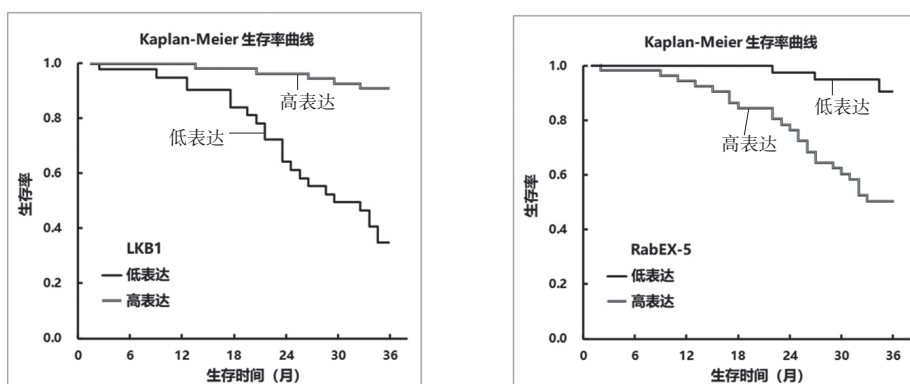 Kaplan-Meier 生存率曲线
1.0
0.8
0.6
0.4
0.2
0.0
生存率
高表达
低表达
LKB1
低表达
高表达
0 6 12 18 24 30 36
生存时间（月）
Kaplan-Meier 生存率曲线
1.0
0.8
0.6
0.4
0.2
0.0
生存率
低表达
高表达
RabEX-5
低表达
高表达
0 6 12 18 24 30 36
生存时间（月）